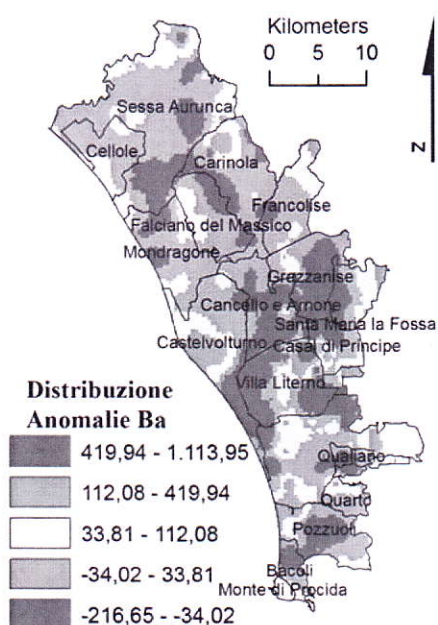 Kilometers
0 5 10
N
Sessa Aurunca
Cellole
Carinola
Francolise
Falciano del Massico
Mondragone
Grazzanise
Cancello e Arnone
Santa Maria la Fossa
Castelvolturno
Casal di Principe
Villa Literno
Distribuzione
Anomalie Ba
419,94 - 1.113,95
112,08 - 419,94
33,81 - 112,08
-34,02 - 33,81
-216,65 - -34,02
Qualiano
Quarto
Pozzuoli
Bacoli
Monte di Procida